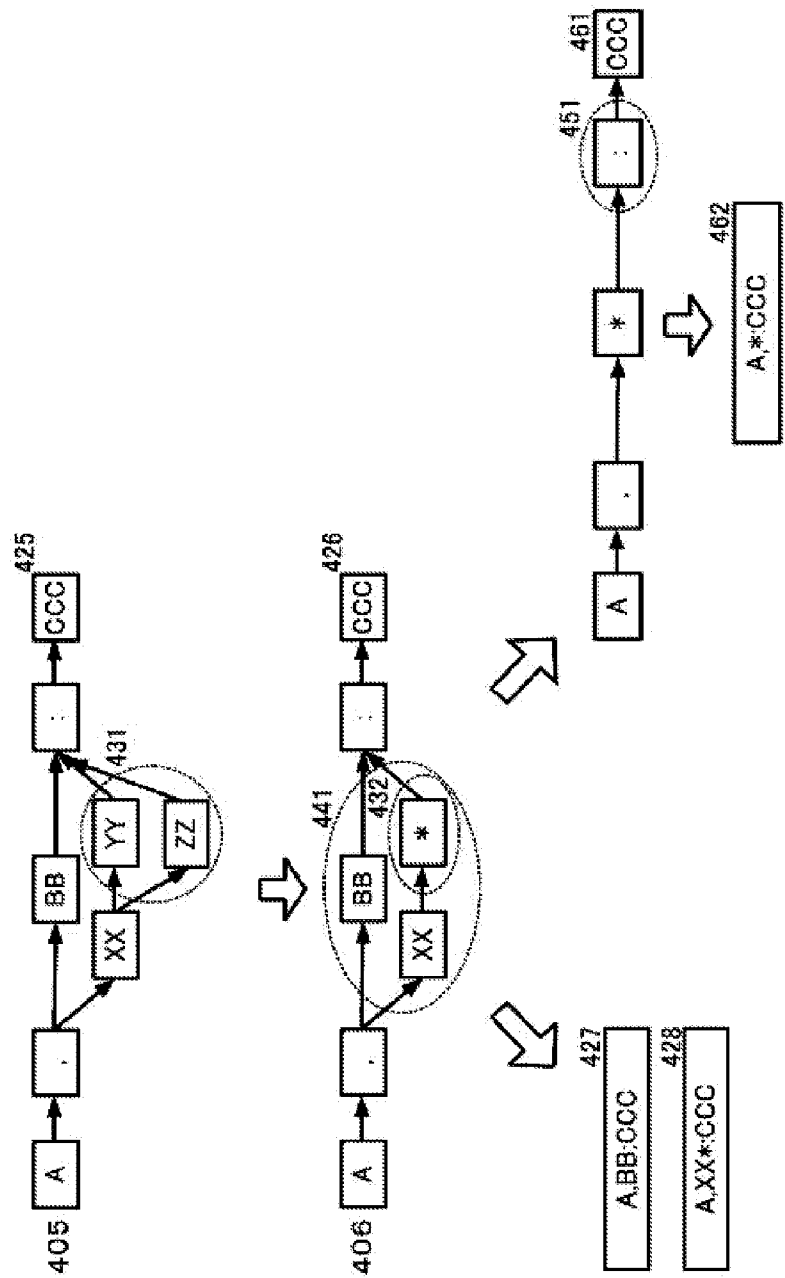 425
405 A , BB : CCC
431
XX YY
ZZ
441
426
406 A , BB : CCC
432
XX *
427
A,BB:CCC
428
A,XX*:CCC
451 461
A , * : CCC
462
A,*:CCC